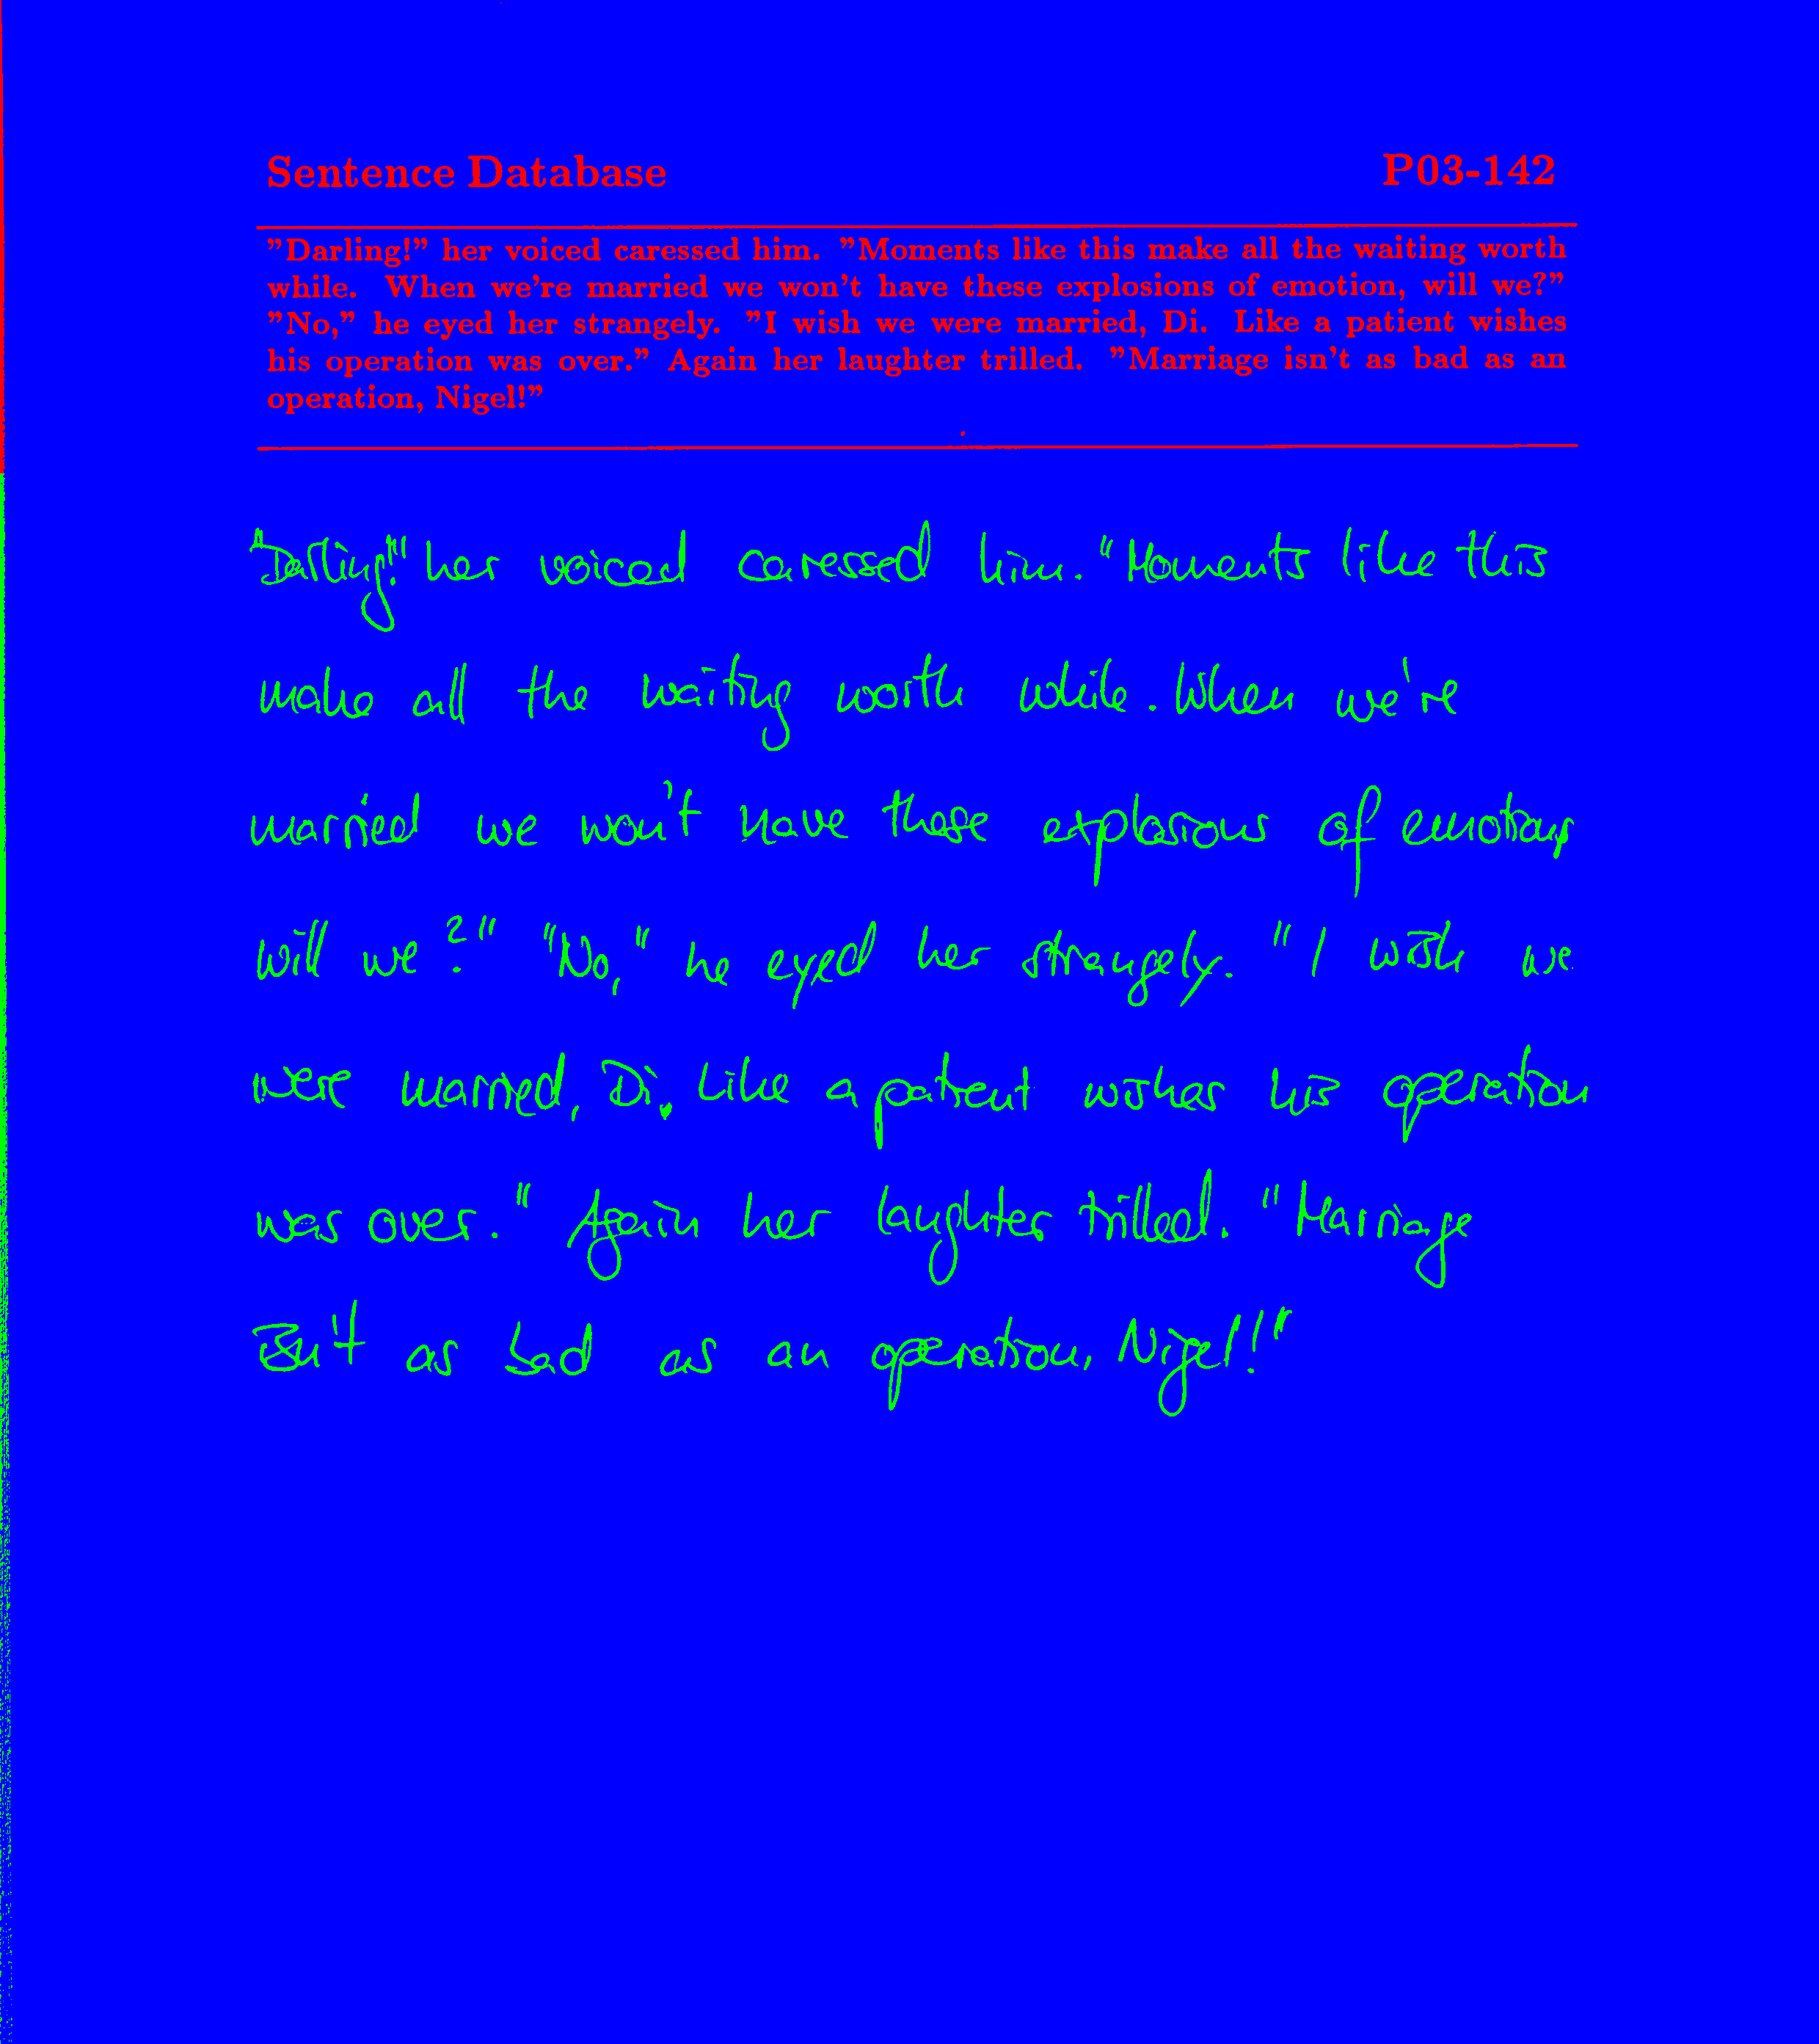 Sentence Database P03-142
"Darling!" her voiced caressed him. "Moments like this make all the waiting worth
while. When we're married we won't have these explosions of emotion, will we?"
"No," he eyed her strangely. "I wish we were married, Di. Like a patient wishes
his operation was over." Again her laughter trilled. "Marriage isn't as bad as an
operation, Nigel!"
"Darling!" her voiced caressed him. "Moments like this
make all the waiting worth while. When we're
married we won't have these explosions of emotion,
will we?" "No," he eyed her strangely. "I wish we
were married, Di. Like a patient wishes his operation
was over." Again her laughter trilled. "Marriage
isn't as bad as an operation, Nigel!"